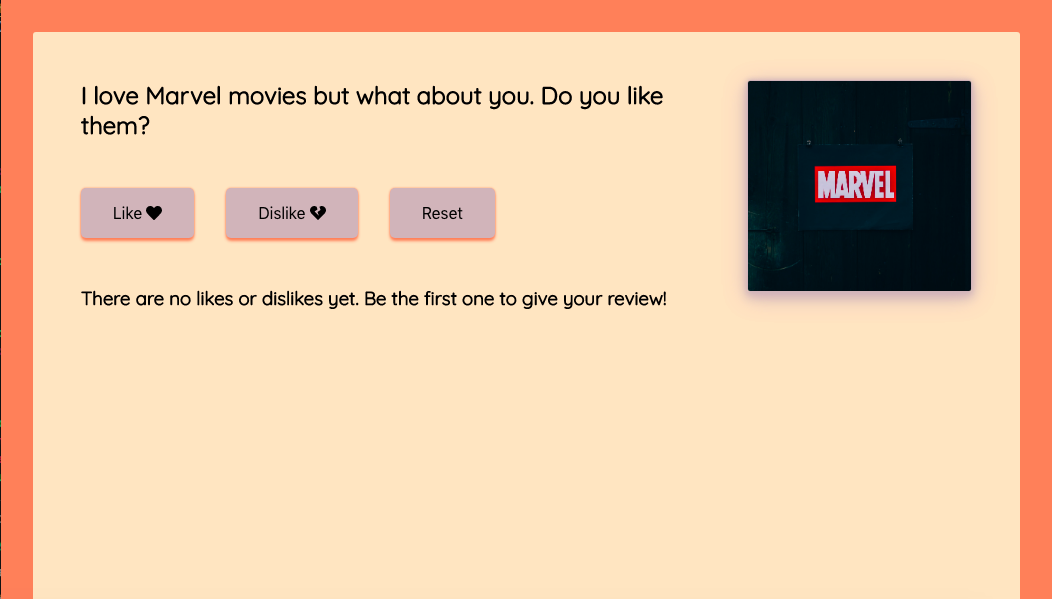 I love Marvel movies but what about you. Do you like
them?
MARVEL
Like
Dislike
Reset
There are no likes or dislikes yet. Be the first one to give your review!